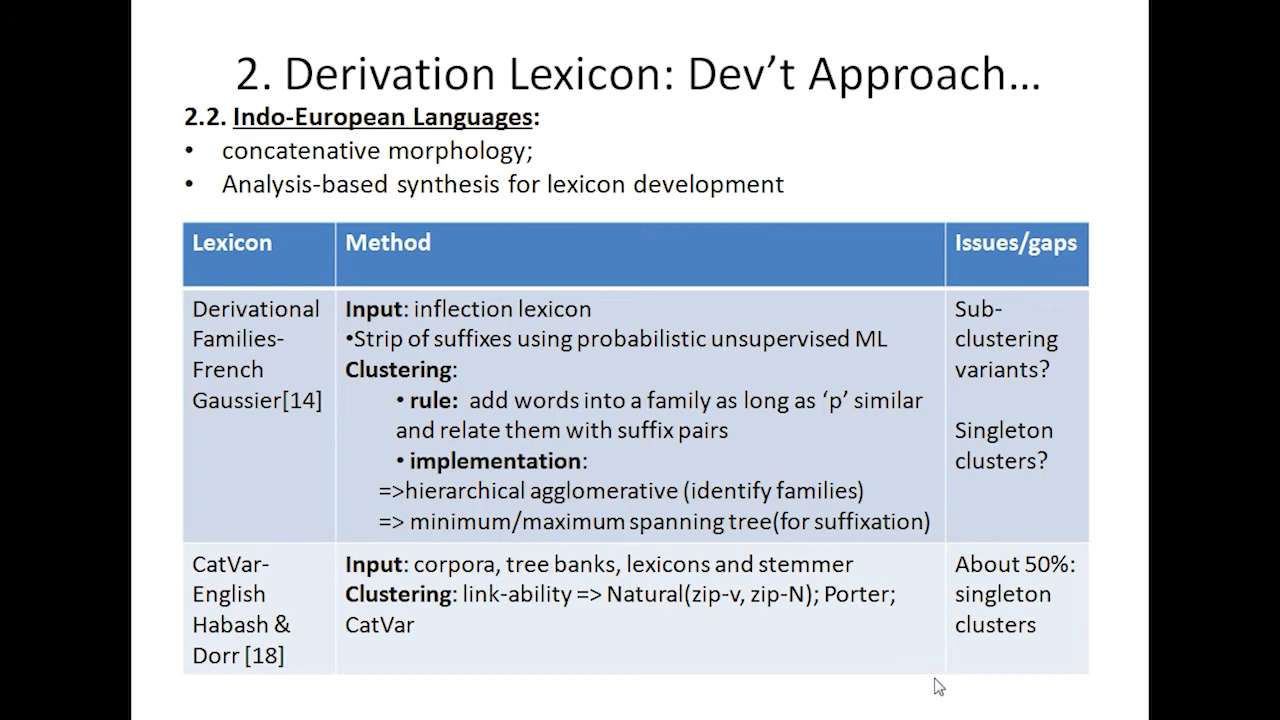 2. Derivation Lexicon: Dev’t Approach…
2.2. Indo-European Languages:
• concatenative morphology;
• Analysis-based synthesis for lexicon development
Lexicon
Method
Issues/gaps
Derivational
Families-
French
Gaussier[14]
Input: inflection lexicon
•Strip of suffixes using probabilistic unsupervised ML
Clustering:
• rule: add words into a family as long as ‘p’ similar
and relate them with suffix pairs
• implementation:
=>hierarchical agglomerative (identify families)
=> minimum/maximum spanning tree(for suffixation)
Sub-
clustering
variants?
Singleton
clusters?
CatVar-
English
Habash &
Dorr [18]
Input: corpora, tree banks, lexicons and stemmer
Clustering: link-ability => Natural(zip-v, zip-N); Porter;
CatVar
About 50%:
singleton
clusters